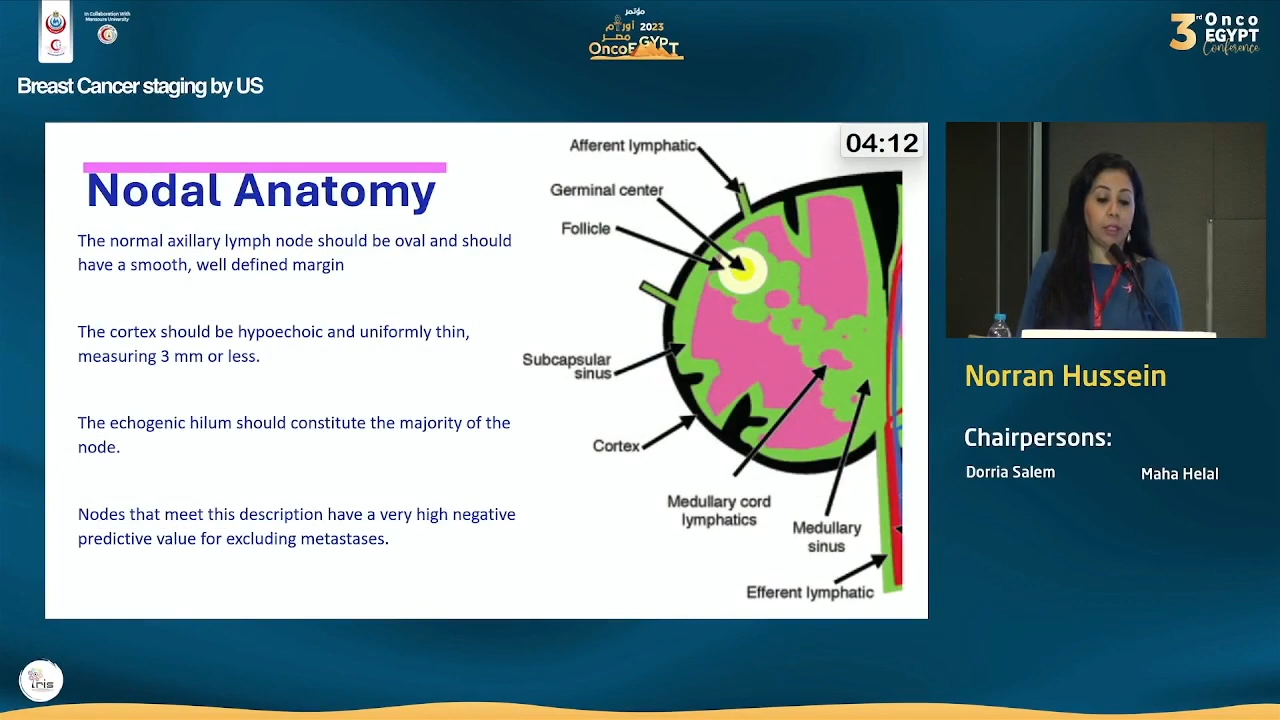 In Collaboration With
Mansoura University
مؤتمر
أورام 2023
مصر
OncoEGYPT
3rd Onco
EGYPT
Conference
Breast Cancer staging by US
04:12
Nodal Anatomy
The normal axillary lymph node should be oval and should
have a smooth, well defined margin
The cortex should be hypoechoic and uniformly thin,
measuring 3 mm or less.
The echogenic hilum should constitute the majority of the
node.
Nodes that meet this description have a very high negative
predictive value for excluding metastases.
Afferent lymphatic
Germinal center
Follicle
Subcapsular
sinus
Cortex
Medullary cord
lymphatics
Medullary
sinus
Efferent lymphatic
Norran Hussein
Chairpersons:
Dorria Salem
Maha Helal
iris